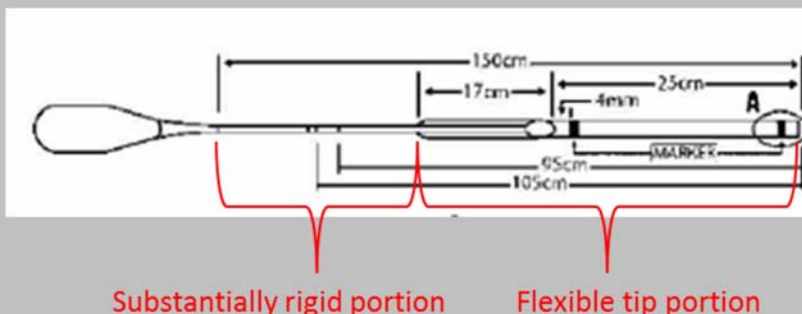 150cm
17cm
25cm
4mm
A
MARKER
95cm
105cm
Substantially rigid portion
Flexible tip portion